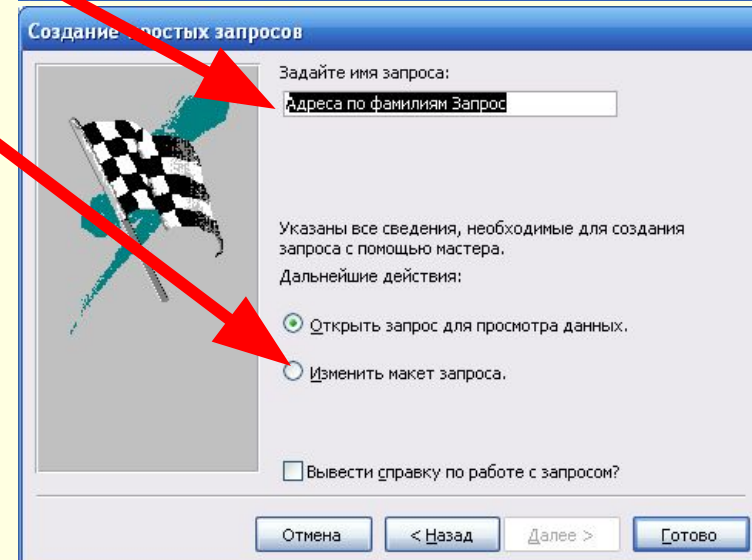 Создание простых запросов
Задайте имя запроса:
Адреса по фамилиям Запрос
Указаны все сведения, необходимые для создания
запроса с помощью мастера.
Дальнейшие действия:
Открыть запрос для просмотра данных.
Изменить макет запроса.
Вывести справку по работе с запросом?
Отмена
< Назад
Далее >
Готово